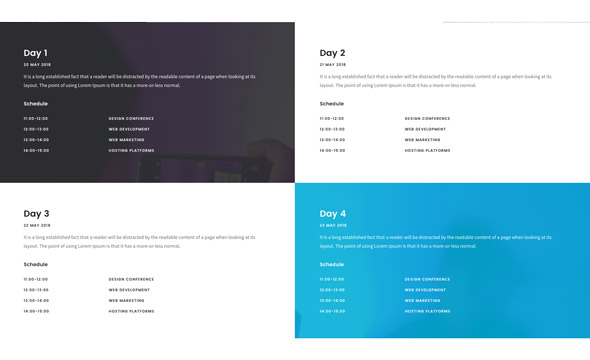 Day 1
20 MAY 2018
It is a long established fact that a reader will be distracted by the readable content of a page when looking at its
layout. The point of using Lorem Ipsum is that it has a more-or-less normal.
Schedule
11:00-12:00 DESIGN CONFERENCE
12:00-13:00 WEB DEVELOPMENT
13:00-14:00 WEB MARKETING
14:00-15:00 HOSTING PLATFORMS
Day 2
21 MAY 2018
It is a long established fact that a reader will be distracted by the readable content of a page when looking at its
layout. The point of using Lorem Ipsum is that it has a more-or-less normal.
Schedule
11:00-12:00 DESIGN CONFERENCE
12:00-13:00 WEB DEVELOPMENT
13:00-14:00 WEB MARKETING
14:00-15:00 HOSTING PLATFORMS
Day 3
22 MAY 2018
It is a long established fact that a reader will be distracted by the readable content of a page when looking at its
layout. The point of using Lorem Ipsum is that it has a more-or-less normal.
Schedule
11:00-12:00 DESIGN CONFERENCE
12:00-13:00 WEB DEVELOPMENT
13:00-14:00 WEB MARKETING
14:00-15:00 HOSTING PLATFORMS
Day 4
23 MAY 2018
It is a long established fact that a reader will be distracted by the readable content of a page when looking at its
layout. The point of using Lorem Ipsum is that it has a more-or-less normal.
Schedule
11:00-12:00 DESIGN CONFERENCE
12:00-13:00 WEB DEVELOPMENT
13:00-14:00 WEB MARKETING
14:00-15:00 HOSTING PLATFORMS